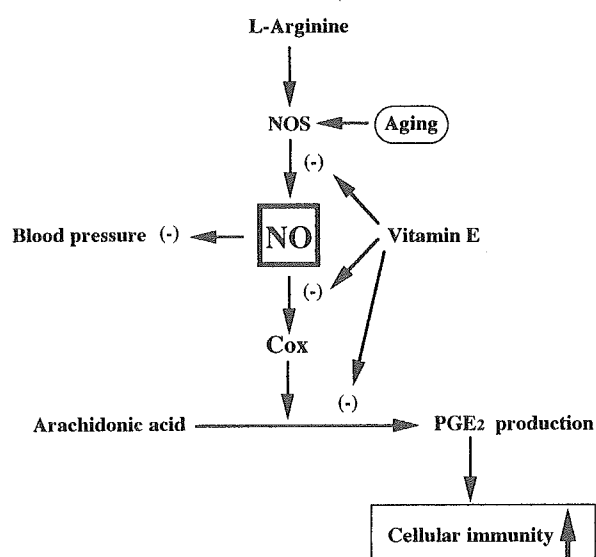 L-Arginine
NOS
Aging
(-)
Blood pressure (-)
NO
Vitamin E
(-)
Cox
(-)
Arachidonic acid
PGE2 production
Cellular immunity